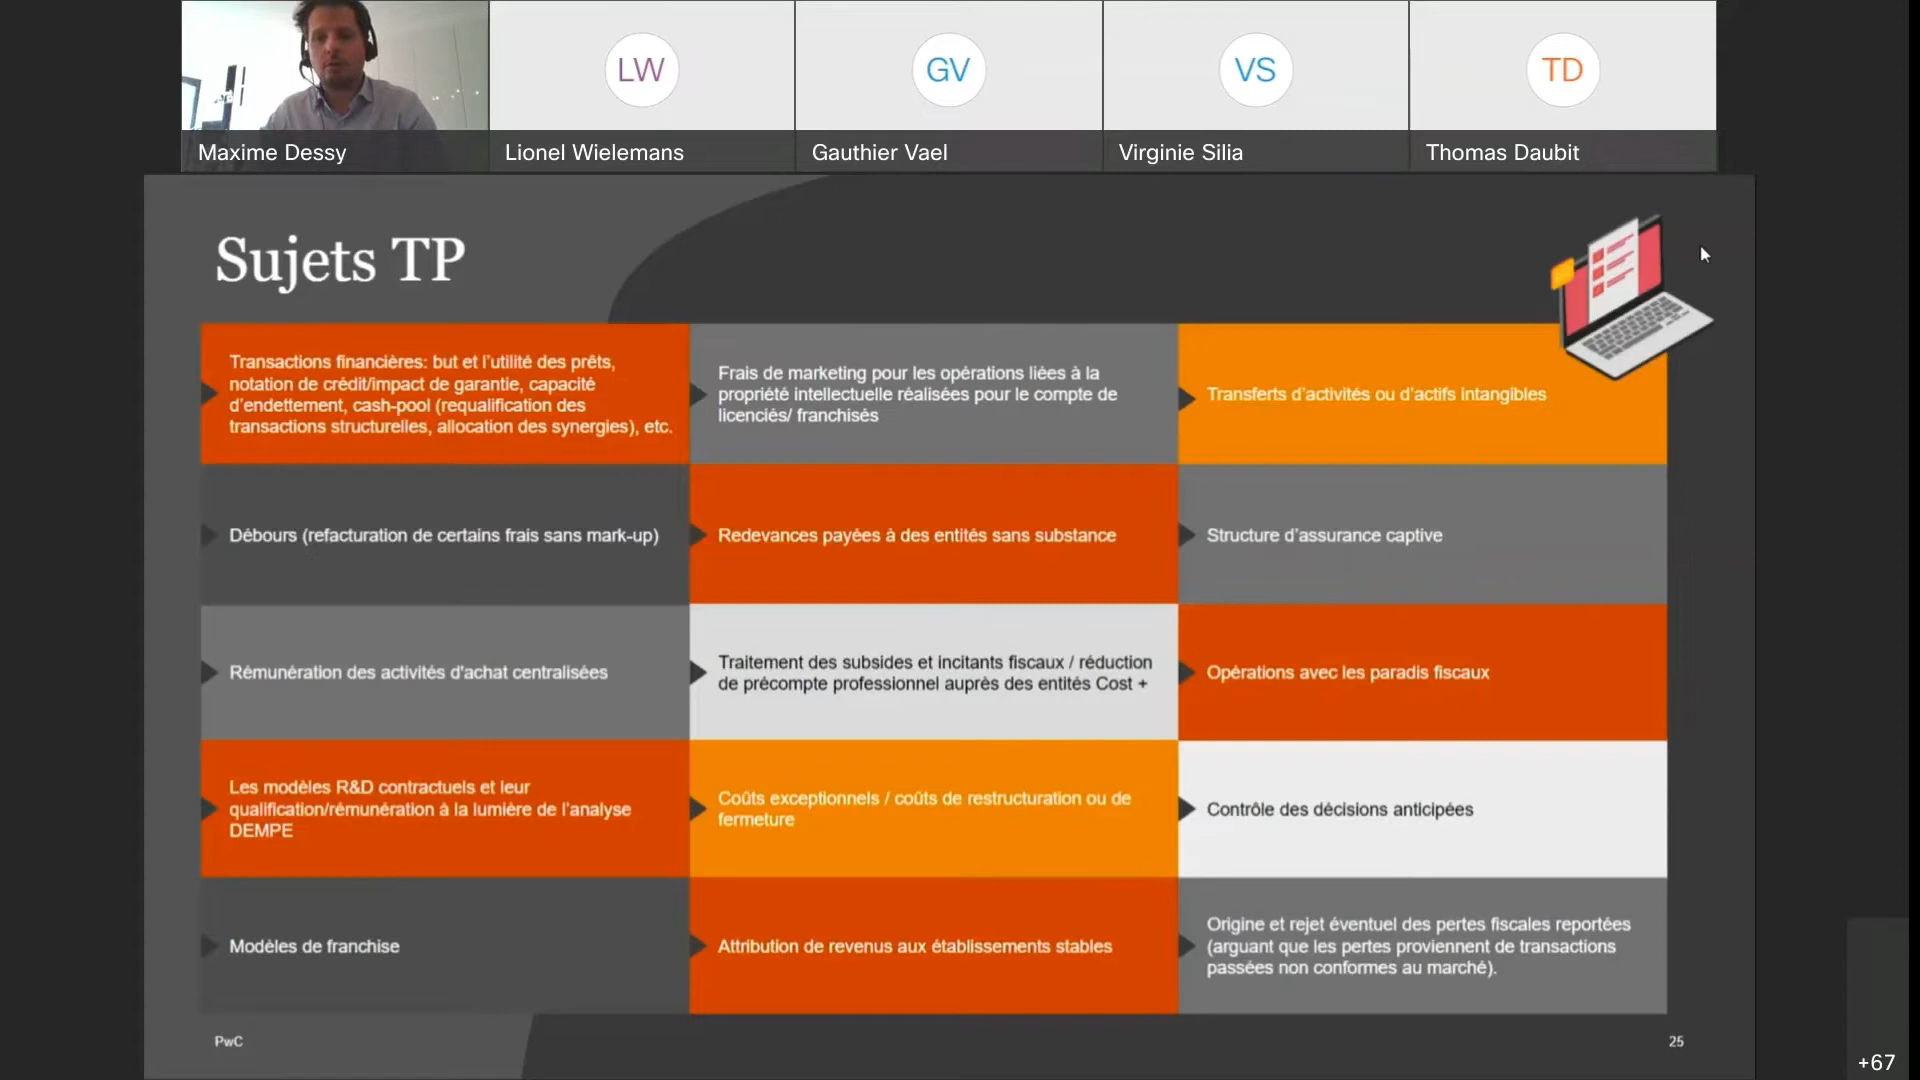 LW
GV
VS
TD
Maxime Dessy
Lionel Wielemans
Gauthier Vael
Virginie Silia
Thomas Daubit
Sujets TP
Transactions financières: but et l'utilité des prêts,
notation de crédit/impact de garantie, capacité
d'endettement, cash-pool (requalification des
transactions structurelles, allocation des synergies), etc.
Frais de marketing pour les opérations liées à la
propriété intellectuelle réalisées pour le compte de
licenciés/ franchisés
Transferts d'activités ou d'actifs intangibles
Débours (refacturation de certains frais sans mark-up)
Redevances payées à des entités sans substance
Structure d'assurance captive
Rémunération des activités d'achat centralisées
Traitement des subsides et incitants fiscaux / réduction
de précompte professionnel auprès des entités Cost +
Opérations avec les paradis fiscaux
Les modèles R&D contractuels et leur
qualification/rémunération à la lumière de l'analyse
DEMPE
Coûts exceptionnels / coûts de restructuration ou de
fermeture
Contrôle des décisions anticipées
Modèles de franchise
Attribution de revenus aux établissements stables
Origine et rejet éventuel des pertes fiscales reportées
(arguant que les pertes proviennent de transactions
passées non conformes au marché).
PwC
25
+67